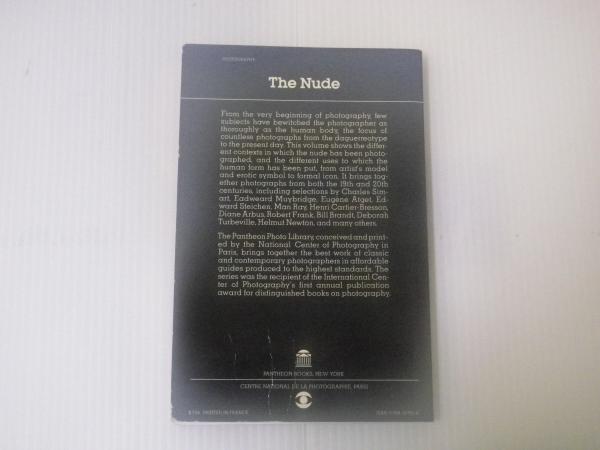 PHOTOGRAPHY
The Nude
From the very beginning of photography, few
subjects have bewitched the photographer as
thoroughly as the human body, the focus of
countless photographs from the daguerreotype
to the present day. This volume shows the differ-
ent contexts in which the nude has been photo-
graphed, and the different uses to which the
human form has been put, from artist's model
and erotic symbol to formal icon. It brings tog-
ether photographs from both the 19th and 20th
centuries, including selections by Charles Sim-
art, Eadweard Muybridge, Eugène Atget, Ed-
ward Steichen, Man Ray, Henri Cartier-Bresson,
Diane Arbus, Robert Frank, Bill Brandt, Deborah
Turbeville, Helmut Newton, and many others.
The Pantheon Photo Library, conceived and print-
ed by the National Center of Photography in
Paris, brings together the best work of classic
and contemporary photographers in affordable
guides produced to the highest standards. The
series was the recipient of the International Cen-
ter of Photography's first annual publication
award for distinguished books on photography.
PANTHEON BOOKS, NEW YORK
CENTRE NATIONAL DE LA PHOTOGRAPHIE, PARIS
PRINTED IN FRANCE